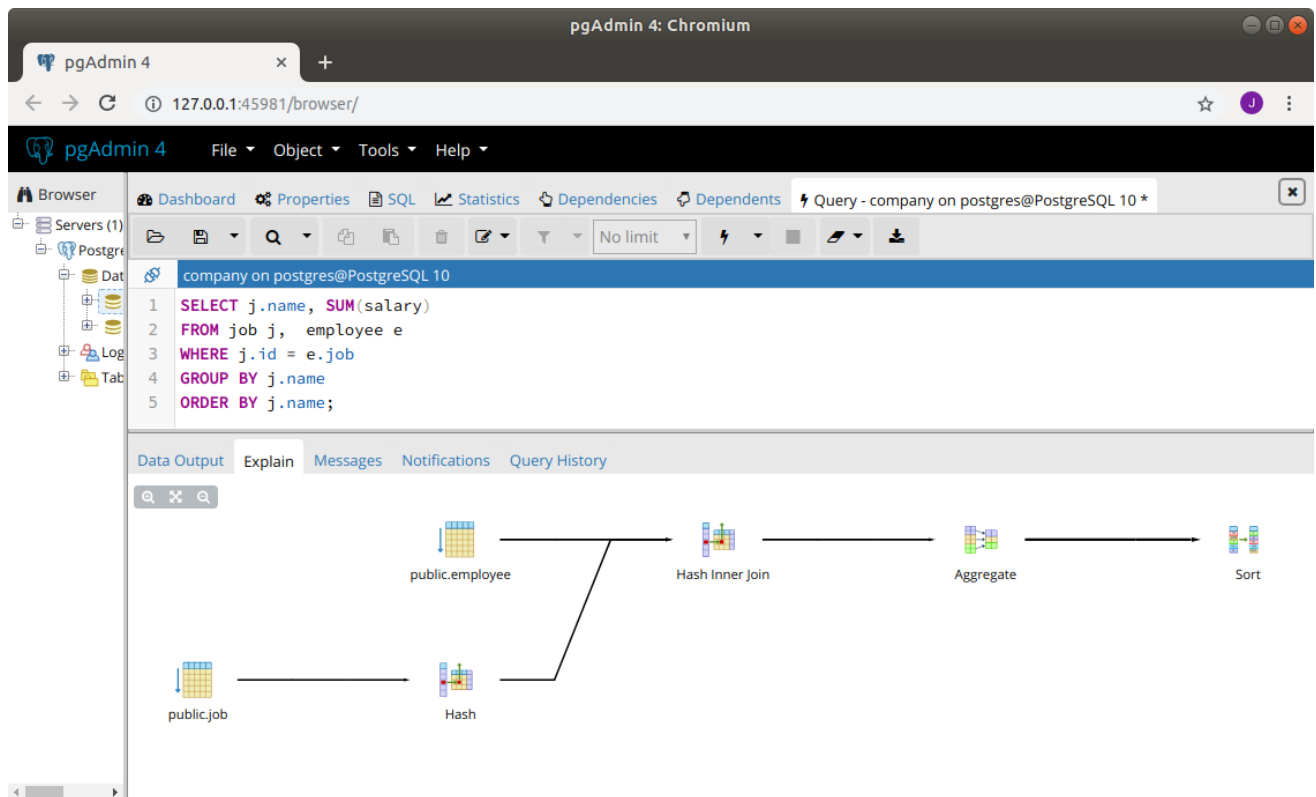 pgAdmin 4: Chromium
pgAdmin 4
127.0.0.1:45981/browser/
J
pgAdmin 4 File Object Tools Help
Browser
Dashboard Properties SQL Statistics Dependencies Dependents Query - company on postgres@PostgreSQL 10 *
Servers (1)
Postgre
Dat
Log
Tab
No limit
company on postgres@PostgreSQL 10
1 SELECT j.name, SUM(salary)
2 FROM job j,  employee e
3 WHERE j.id = e.job
4 GROUP BY j.name
5 ORDER BY j.name;
Data Output Explain Messages Notifications Query History
public.employee Hash Inner Join Aggregate Sort
public.job Hash